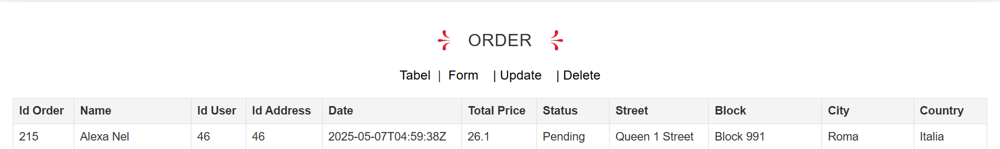 ORDER
Tabel | Form | Update | Delete
Id Order Name Id User Id Address Date Total Price Status Street Block City Country
215 Alexa Nel 46 46 2025-05-07T04:59:38Z 26.1 Pending Queen 1 Street Block 991 Roma Italia